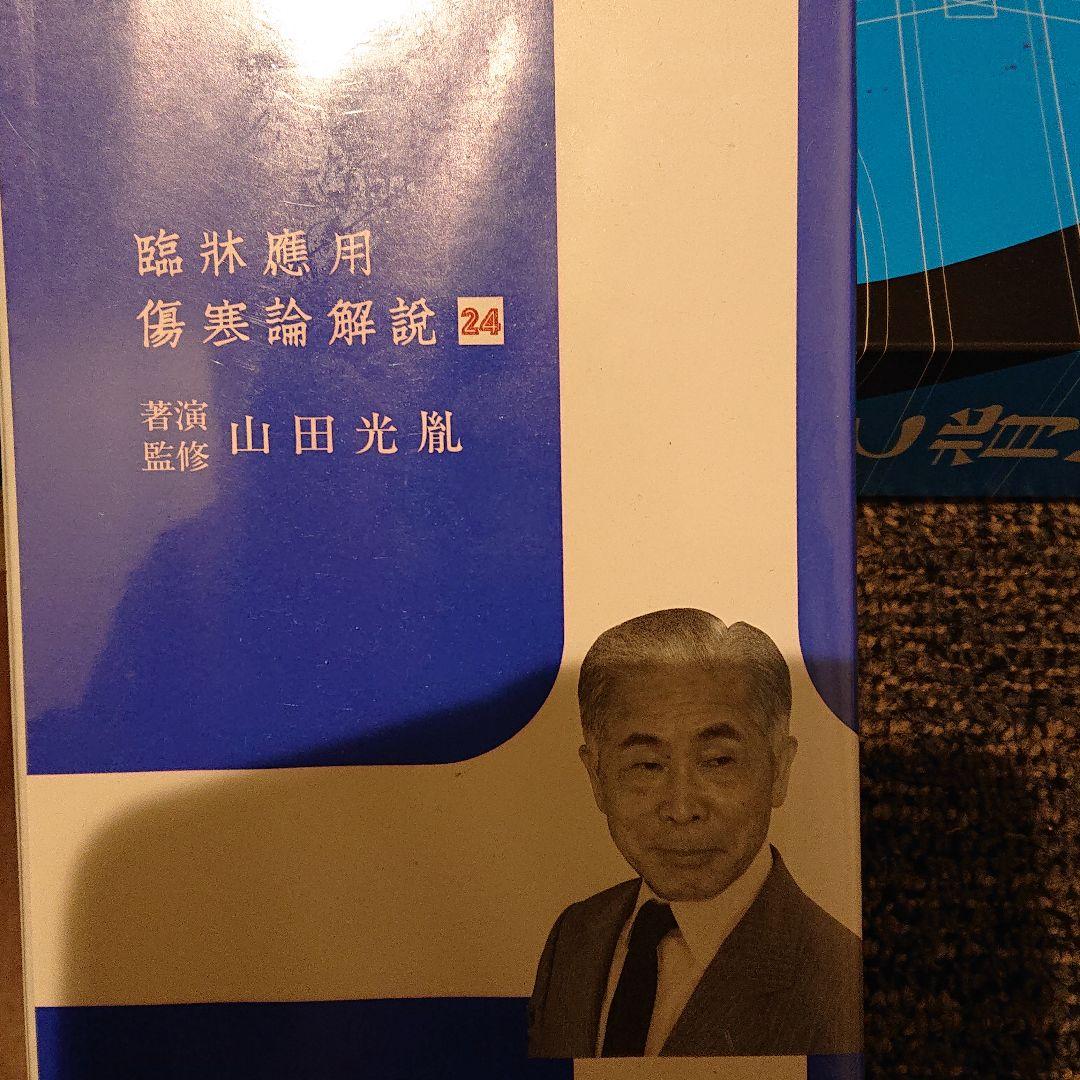 臨牀應用
傷寒論解説 24
著演
監修 山田光胤